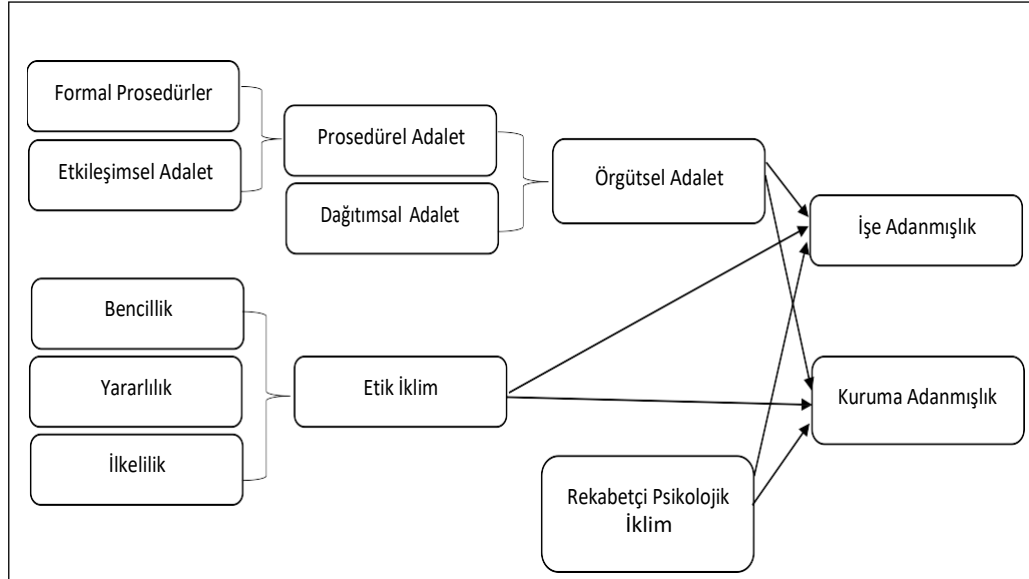 Formal Prosedürler
Etkileşimsel Adalet
Prosedürel Adalet
Dağıtımsal Adalet
Örgütsel Adalet
İşe Adanmışlık
Bencillik
Yararlılık
İlkelilik
Etik İklim
Kuruma Adanmışlık
Rekabetçi Psikolojik
İklim